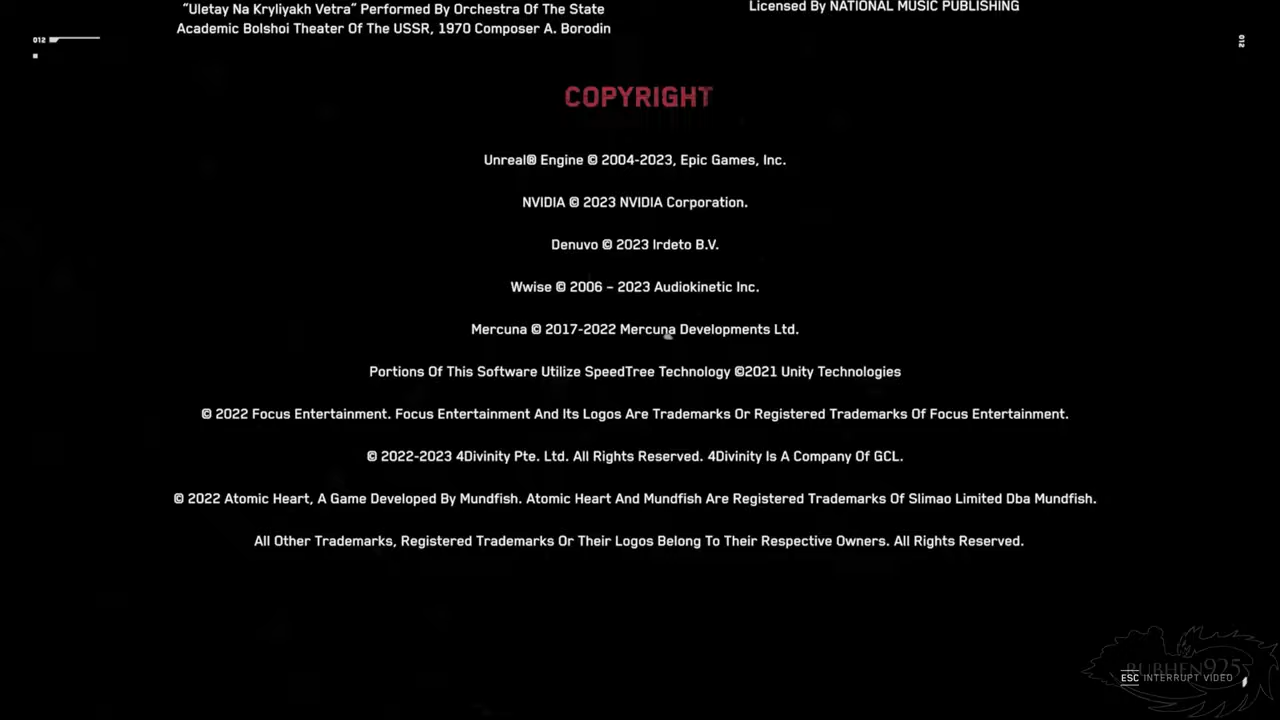 “Uletay Na Kryliyakh Vetra” Performed By Orchestra Of The State
Academic Bolshoi Theater Of The USSR, 1970 Composer A. Borodin
Licensed By NATIONAL MUSIC PUBLISHING
012
012
COPYRIGHT
Unreal® Engine © 2004-2023, Epic Games, Inc.
NVIDIA © 2023 NVIDIA Corporation.
Denuvo © 2023 Irdeto B.V.
Wwise © 2006 – 2023 Audiokinetic Inc.
Mercuna © 2017-2022 Mercuna Developments Ltd.
Portions Of This Software Utilize SpeedTree Technology ©2021 Unity Technologies
© 2022 Focus Entertainment. Focus Entertainment And Its Logos Are Trademarks Or Registered Trademarks Of Focus Entertainment.
© 2022-2023 4Divinity Pte. Ltd. All Rights Reserved. 4Divinity Is A Company Of GCL.
© 2022 Atomic Heart, A Game Developed By Mundfish. Atomic Heart And Mundfish Are Registered Trademarks Of Slimao Limited Dba Mundfish.
All Other Trademarks, Registered Trademarks Or Their Logos Belong To Their Respective Owners. All Rights Reserved.
RUBHEN925
ESC INTERRUPT VIDEO